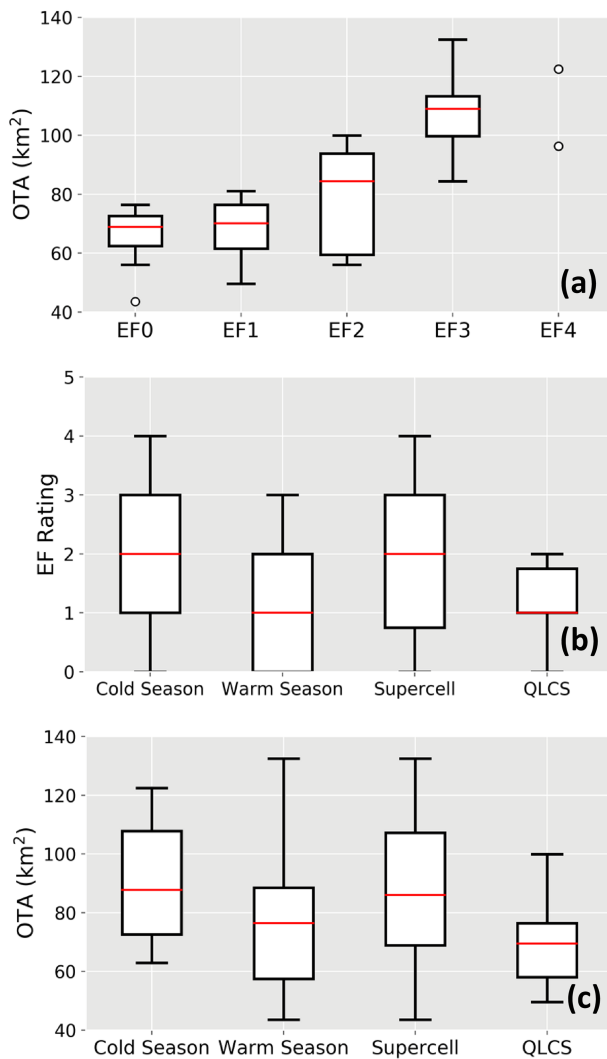 140
120
100
80
60
40
OTA (km²)
EF0 EF1 EF2 EF3 EF4
(a)
5
4
3
2
1
0
EF Rating
Cold Season Warm Season Supercell QLCS
(b)
140
120
100
80
60
40
OTA (km²)
Cold Season Warm Season Supercell QLCS
(c)